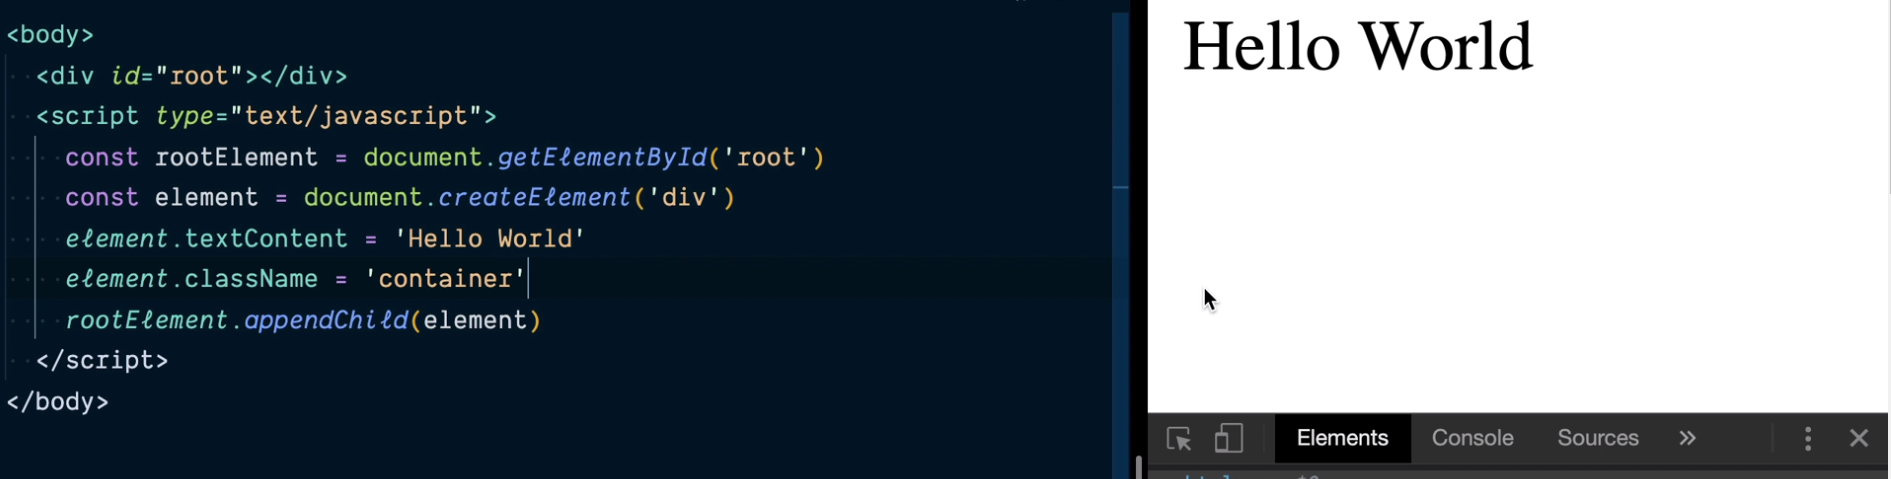 <body>
<div id="root"></div>
<script type="text/javascript">
const rootElement = document.getElementById('root')
const element = document.createElement('div')
element.textContent = 'Hello World'
element.className = 'container'
rootElement.appendChild(element)
</script>
</body>
Hello World
Elements Console Sources »